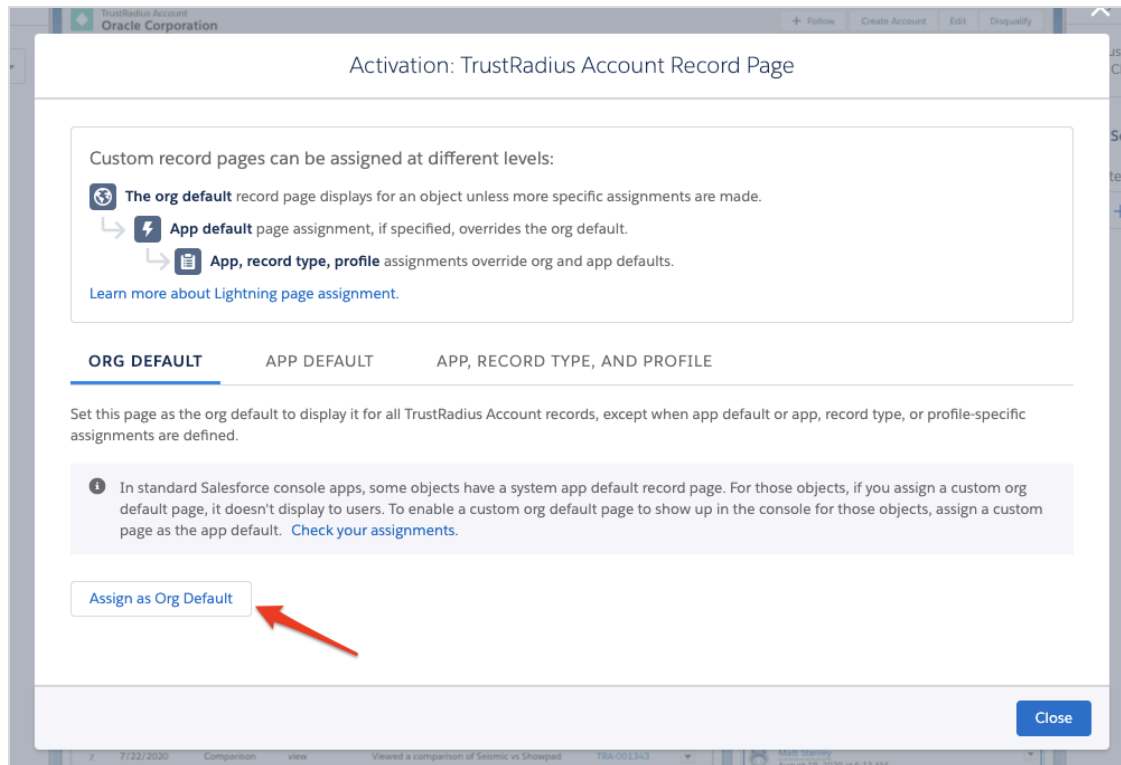 TrustRadius Account
Oracle Corporation
+ Follow
Create Account
Edit
Disqualify
Activation: TrustRadius Account Record Page
Custom record pages can be assigned at different levels:
The org default record page displays for an object unless more specific assignments are made.
App default page assignment, if specified, overrides the org default.
App, record type, profile assignments override org and app defaults.
Learn more about Lightning page assignment.
ORG DEFAULT
APP DEFAULT
APP, RECORD TYPE, AND PROFILE
Set this page as the org default to display it for all TrustRadius Account records, except when app default or app, record type, or profile-specific
assignments are defined.
In standard Salesforce console apps, some objects have a system app default record page. For those objects, if you assign a custom org
default page, it doesn't display to users. To enable a custom org default page to show up in the console for those objects, assign a custom
page as the app default. Check your assignments.
Assign as Org Default
Close
7 7/22/2020 Comparison view Viewed a comparison of Seismic vs Showpad TRA-001343
Matt Stanley